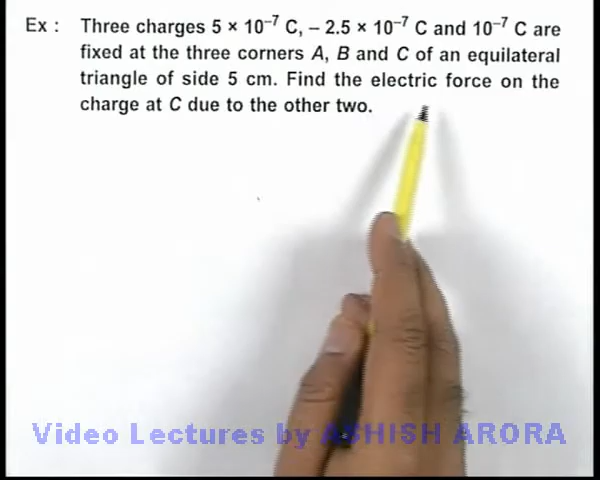 Ex : Three charges 5 × 10⁻⁷ C, – 2.5 × 10⁻⁷ C and 10⁻⁷ C are
fixed at the three corners A, B and C of an equilateral
triangle of side 5 cm. Find the electric force on the
charge at C due to the other two.
Video Lectures by ASHISH ARORA